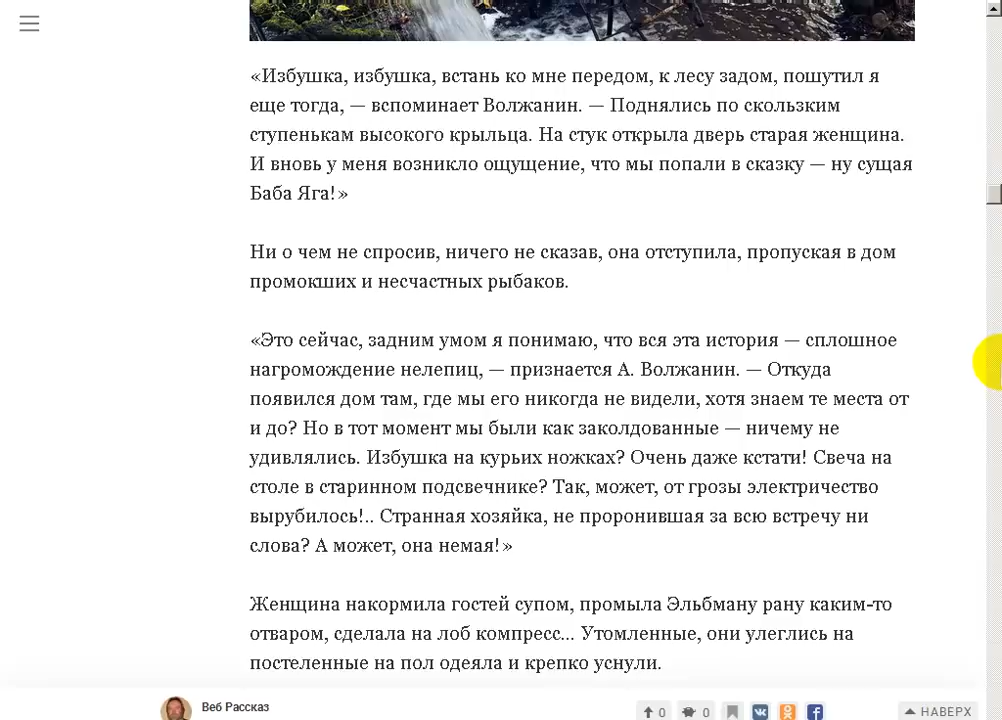 «Избушка, избушка, встань ко мне передом, к лесу задом, пошутил я
еще тогда, — вспоминает Волжанин. — Поднялись по скользким
ступенькам высокого крыльца. На стук открыла дверь старая женщина.
И вновь у меня возникло ощущение, что мы попали в сказку — ну сущая
Баба Яга!»
Ни о чем не спросив, ничего не сказав, она отступила, пропуская в дом
промокших и несчастных рыбаков.
«Это сейчас, задним умом я понимаю, что вся эта история — сплошное
нагромождение нелепиц, — признается А. Волжанин. — Откуда
появился дом там, где мы его никогда не видели, хотя знаем те места от
и до? Но в тот момент мы были как заколдованные — ничему не
удивлялись. Избушка на курьих ножках? Очень даже кстати! Свеча на
столе в старинном подсвечнике? Так, может, от грозы электричество
вырубилось!.. Странная хозяйка, не проронившая за всю встречу ни
слова? А может, она немая!»
Женщина накормила гостей супом, промыла Эльбману рану каким-то
отваром, сделала на лоб компресс... Утомленные, они улеглись на
постеленные на пол одеяла и крепко уснули.
Веб Рассказ
0
0
НАВЕРХ